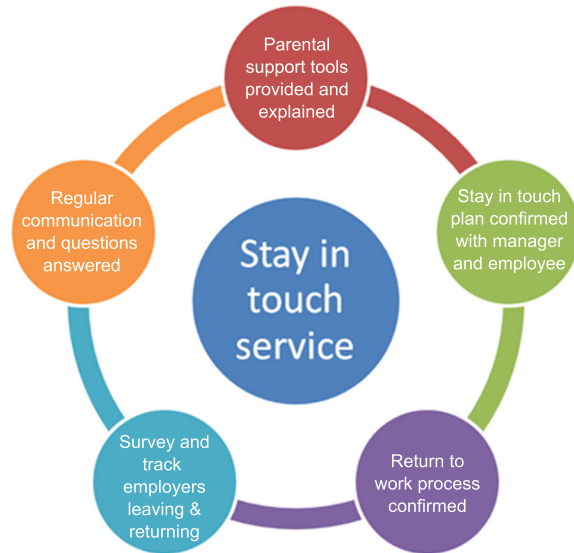 Parental
support tools
provided and
explained
Stay in touch
plan confirmed
with manager
and employee
Return to
work process
confirmed
Survey and
track
employers
leaving &
returning
Regular
communication
and questions
answered
Stay in
touch
service